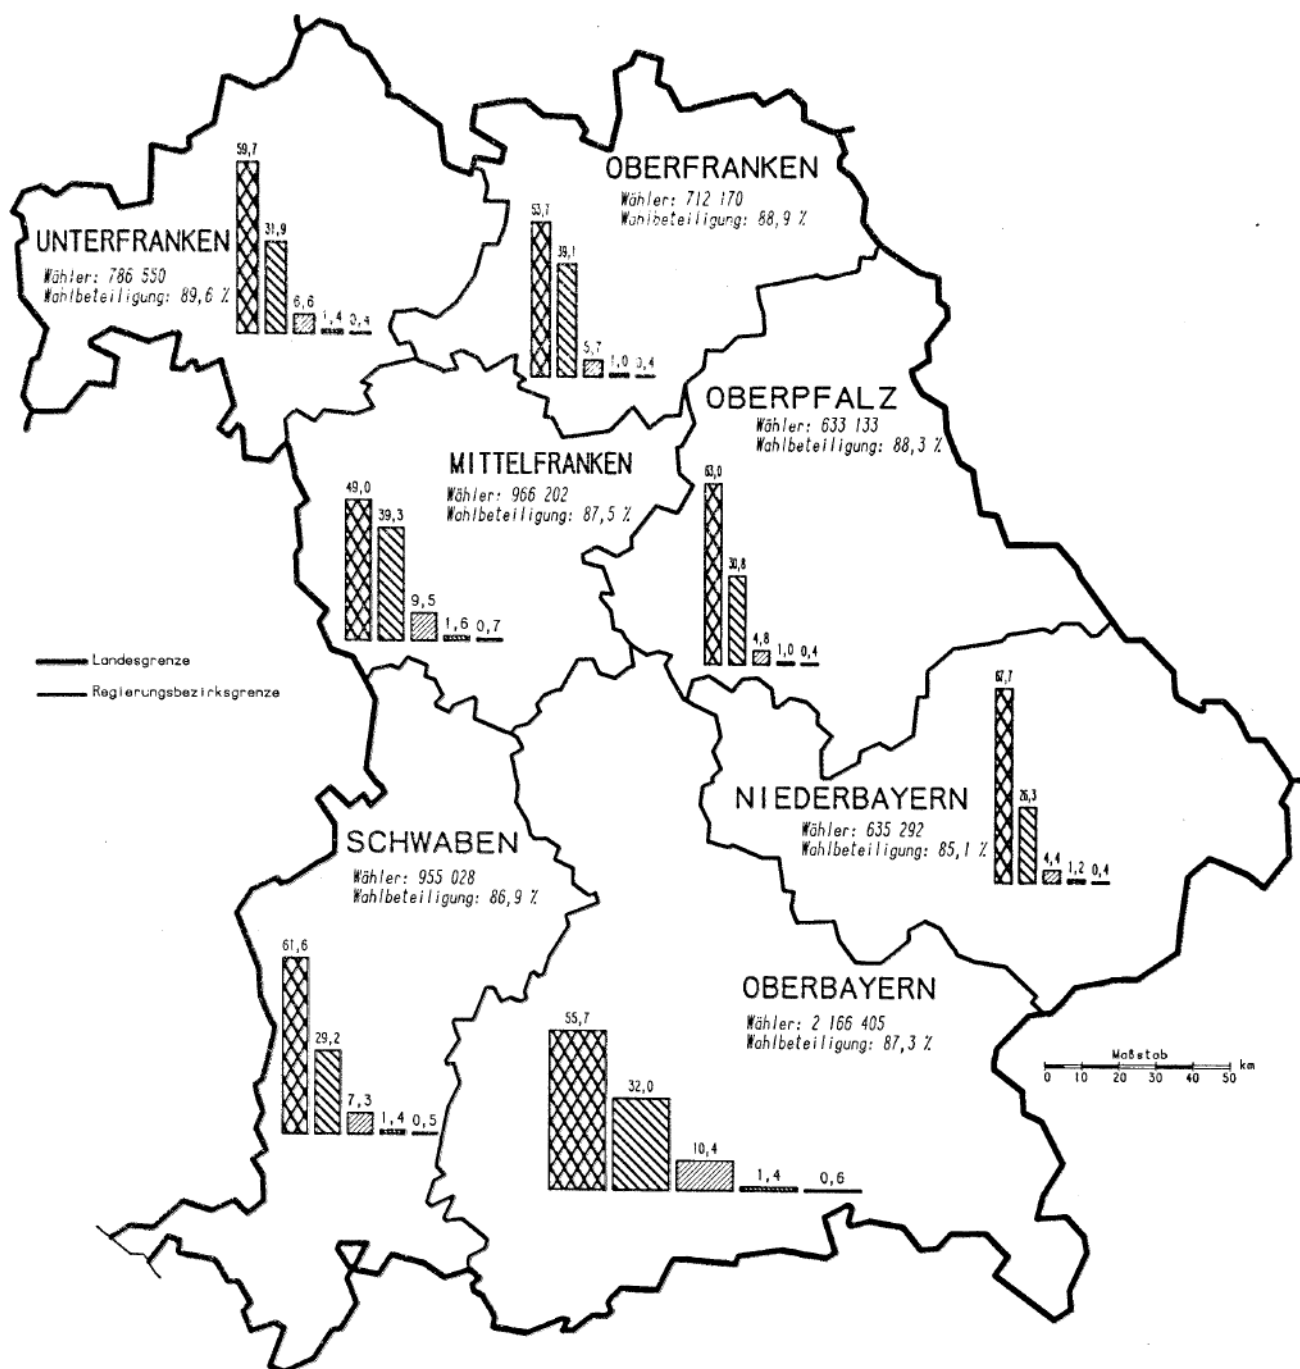 59,7
31,9
6,6
1,4
0,4
UNTERFRANKEN
Wähler: 786 550
Wahlbeteiligung: 89,6 %
OBERFRANKEN
Wähler: 712 170
Wahlbeteiligung: 88,9 %
53,7
39,1
5,7
1,0
0,4
OBERPFALZ
Wähler: 633 133
Wahlbeteiligung: 88,3 %
63,0
30,8
4,8
1,0
0,4
MITTELFRANKEN
Wähler: 966 202
Wahlbeteiligung: 87,5 %
49,0
39,3
9,5
1,6
0,7
Landesgrenze
Regierungsbezirksgrenze
67,7
26,3
4,4
1,2
0,4
NIEDERBAYERN
Wähler: 635 292
Wahlbeteiligung: 85,1 %
SCHWABEN
Wähler: 955 028
Wahlbeteiligung: 86,9 %
61,6
29,2
7,3
1,4
0,5
OBERBAYERN
Wähler: 2 166 405
Wahlbeteiligung: 87,3 %
55,7
32,0
10,4
1,4
0,6
Maßstab
0 10 20 30 40 50 km